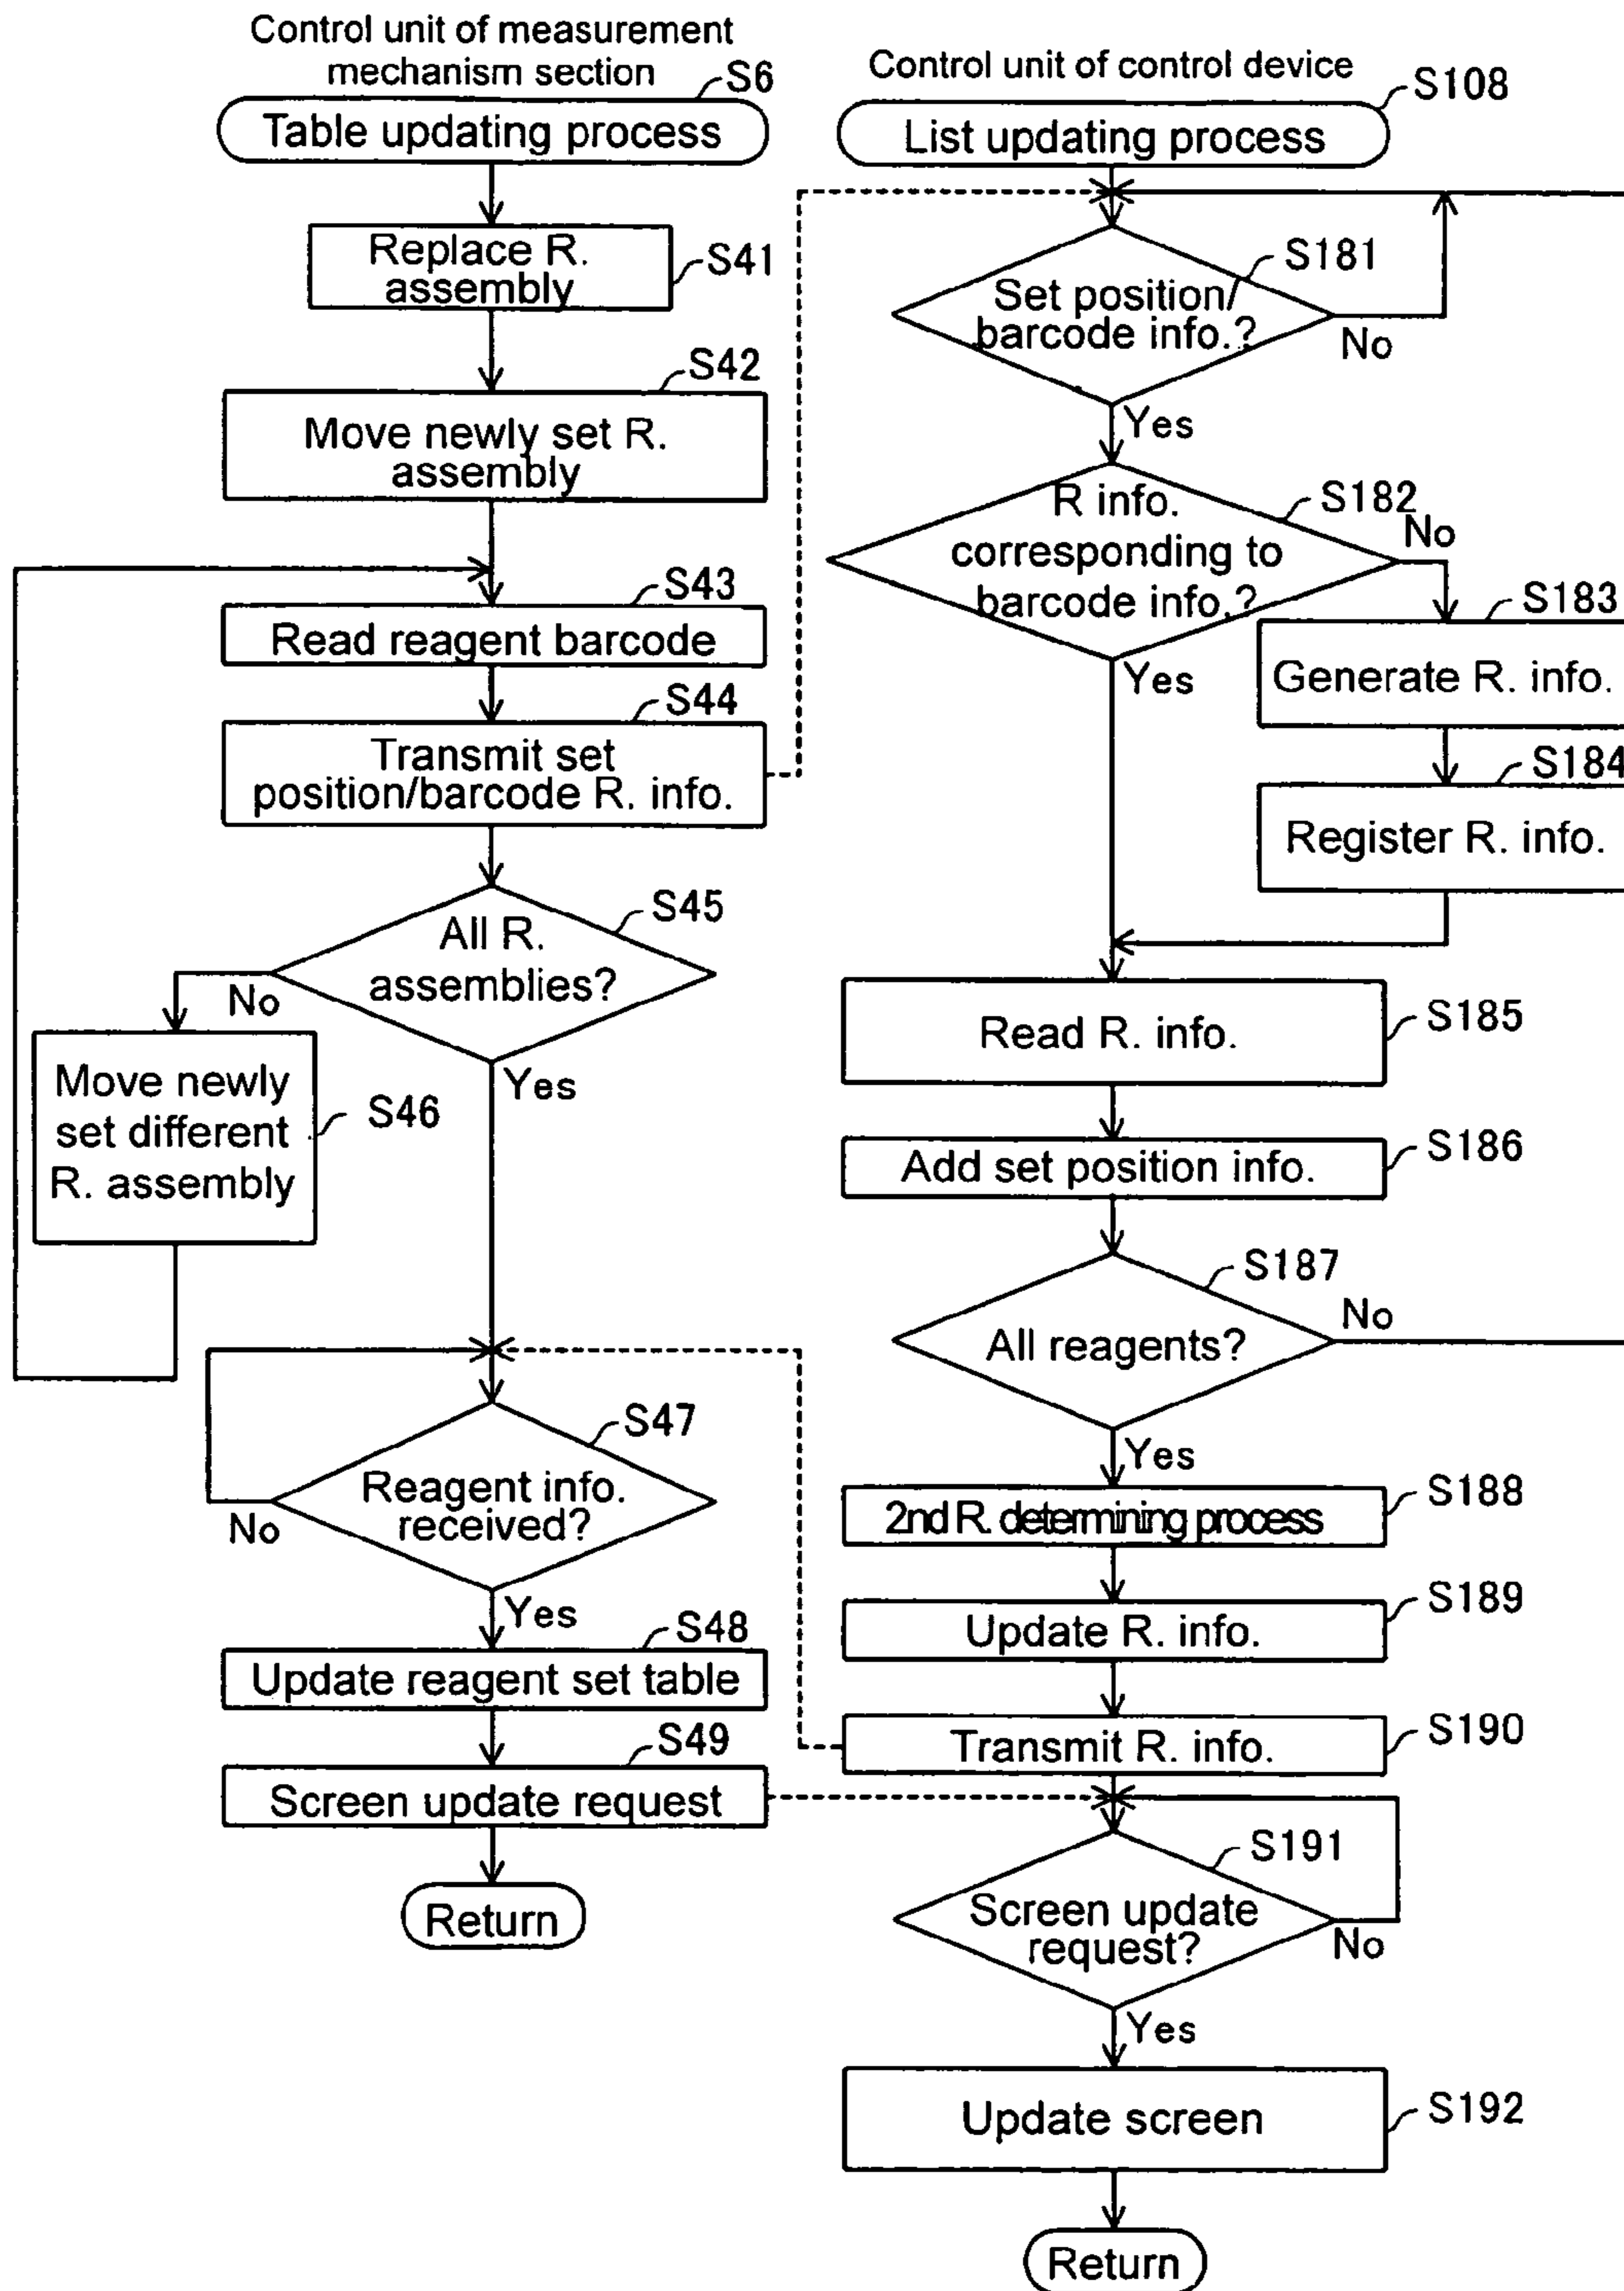 Control unit of measurement
mechanism section
S6
Table updating process
S41
Replace R.
assembly
S42
Move newly set R.
assembly
S43
Read reagent barcode
S44
Transmit set
position/barcode R. info.
S45
All R.
assemblies?
No
Yes
Move newly
set different
R. assembly
S46
S47
Reagent info.
received?
No
Yes
S48
Update reagent set table
S49
Screen update request
Return
Control unit of control device
S108
List updating process
S181
Set position/
barcode info.?
No
Yes
S182
R info.
corresponding to
barcode info.?
No
Yes
S183
Generate R. info.
S184
Register R. info.
S185
Read R. info.
S186
Add set position info.
S187
All reagents?
No
Yes
S188
2nd R. determining process
S189
Update R. info.
S190
Transmit R. info.
S191
Screen update
request?
No
Yes
S192
Update screen
Return